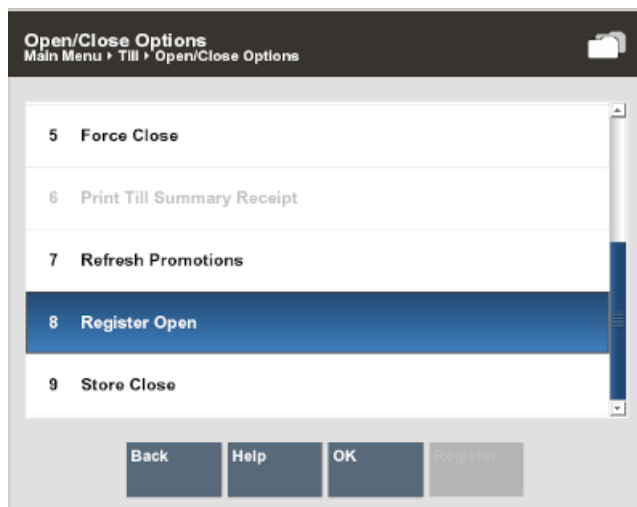 Open/Close Options
Main Menu ▸ Till ▸ Open/Close Options
5 Force Close
6 Print Till Summary Receipt
7 Refresh Promotions
8 Register Open
9 Store Close
Back Help OK Register